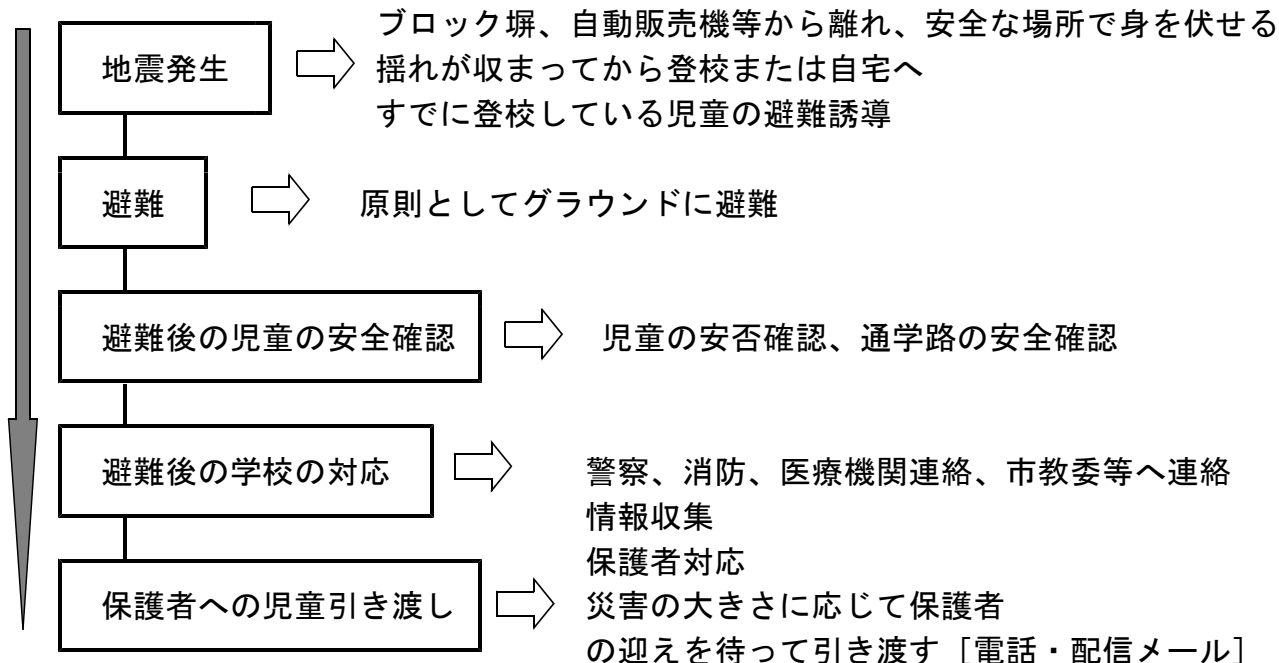 地震発生
ブロック塀、自動販売機等から離れ、安全な場所で身を伏せる
揺れが収まってから登校または自宅へ
すでに登校している児童の避難誘導
避難
原則としてグラウンドに避難
避難後の児童の安全確認
児童の安否確認、通学路の安全確認
避難後の学校の対応
警察、消防、医療機関連絡、市教委等へ連絡
情報収集
保護者対応
保護者への児童引き渡し
災害の大きさに応じて保護者
の迎えを待って引き渡す［電話・配信メール］